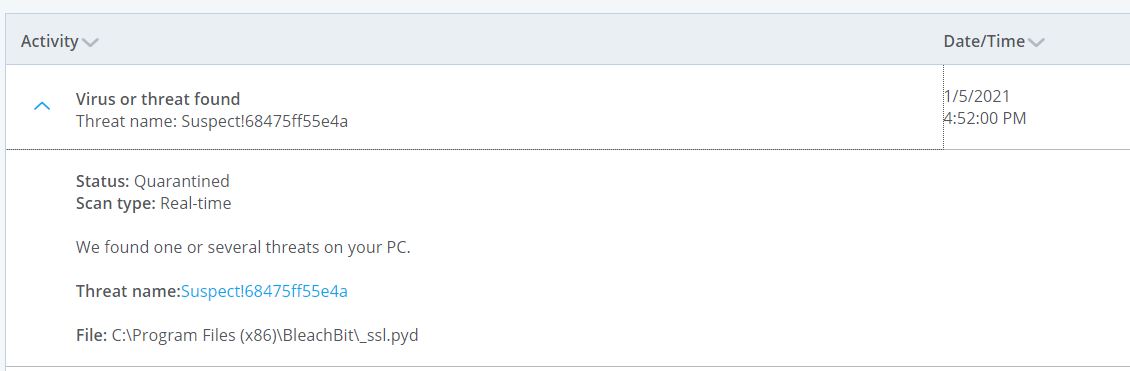 Activity
Date/Time
Virus or threat found
Threat name: Suspect!68475ff55e4a
1/5/2021
4:52:00 PM
Status: Quarantined
Scan type: Real-time
We found one or several threats on your PC.
Threat name:Suspect!68475ff55e4a
File: C:\Program Files (x86)\BleachBit\_ssl.pyd